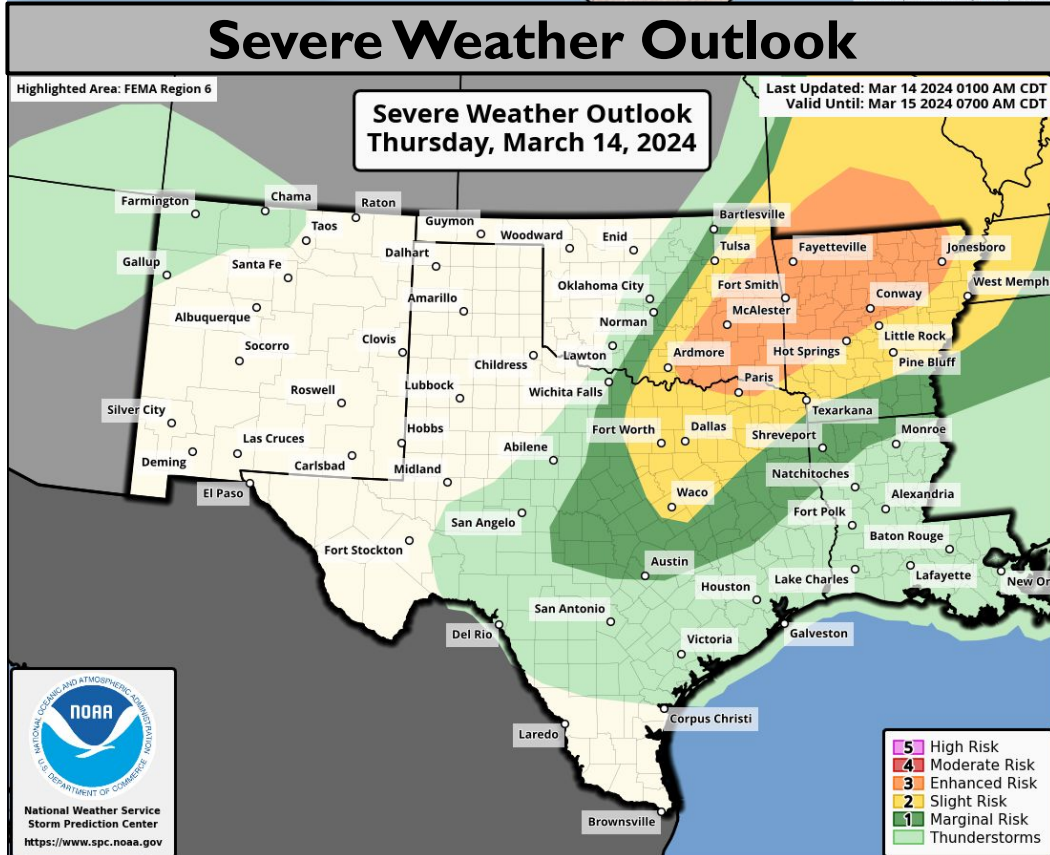 Severe Weather Outlook
Highlighted Area: FEMA Region 6
Last Updated: Mar 14 2024 0100 AM CDT
Valid Until: Mar 15 2024 0700 AM CDT
Severe Weather Outlook
Thursday, March 14, 2024
Farmington
Chama
Raton
Taos
Guymon
Woodward
Enid
Bartlesville
Tulsa
Fayetteville
Jonesboro
Gallup
Santa Fe
Dalhart
Oklahoma City
Fort Smith
Conway
West Memph
Albuquerque
Amarillo
Norman
McAlester
Little Rock
Socorro
Clovis
Childress
Lawton
Ardmore
Hot Springs
Pine Bluff
Roswell
Lubbock
Wichita Falls
Paris
Texarkana
Silver City
Las Cruces
Hobbs
Abilene
Fort Worth
Dallas
Shreveport
Monroe
Deming
Carlsbad
Midland
Natchitoches
El Paso
San Angelo
Waco
Fort Polk
Alexandria
Fort Stockton
Baton Rouge
Austin
Houston
Lake Charles
Lafayette
New Or
San Antonio
Del Rio
Victoria
Galveston
Laredo
Corpus Christi
Brownsville
NATIONAL OCEANIC AND ATMOSPHERIC ADMINISTRATION
NOAA
U.S. DEPARTMENT OF COMMERCE
National Weather Service
Storm Prediction Center
https://www.spc.noaa.gov
5 High Risk
4 Moderate Risk
3 Enhanced Risk
2 Slight Risk
1 Marginal Risk
Thunderstorms